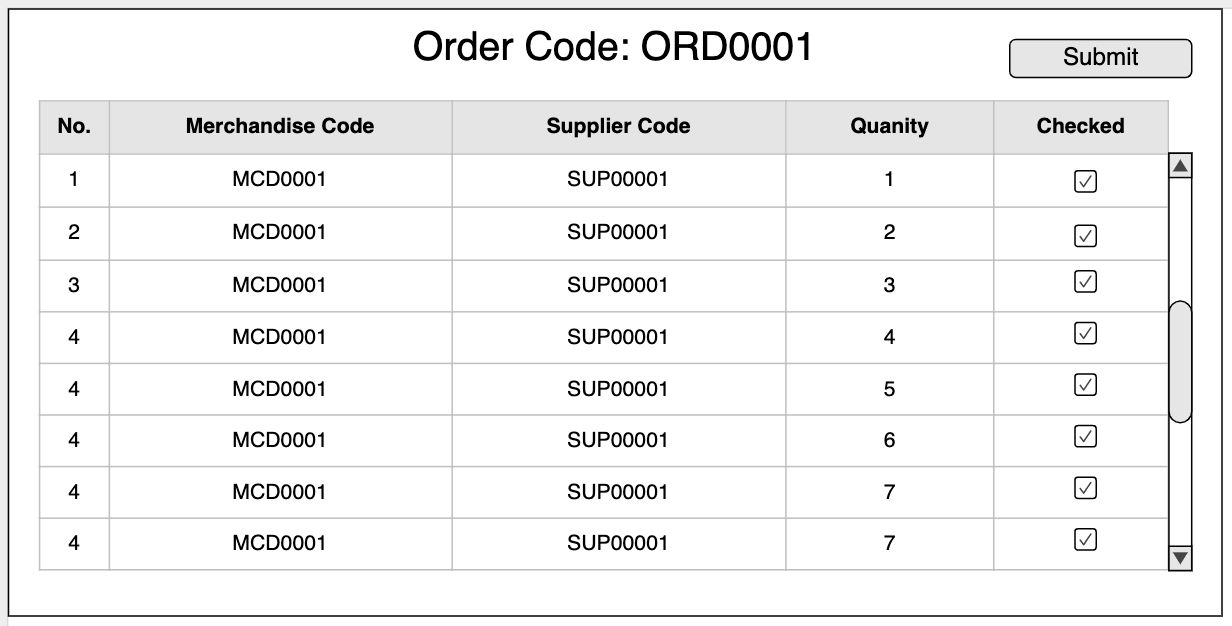 Order Code: ORD0001
Submit
No. Merchandise Code Supplier Code Quanity Checked
1 MCD0001 SUP00001 1
2 MCD0001 SUP00001 2
3 MCD0001 SUP00001 3
4 MCD0001 SUP00001 4
4 MCD0001 SUP00001 5
4 MCD0001 SUP00001 6
4 MCD0001 SUP00001 7
4 MCD0001 SUP00001 7